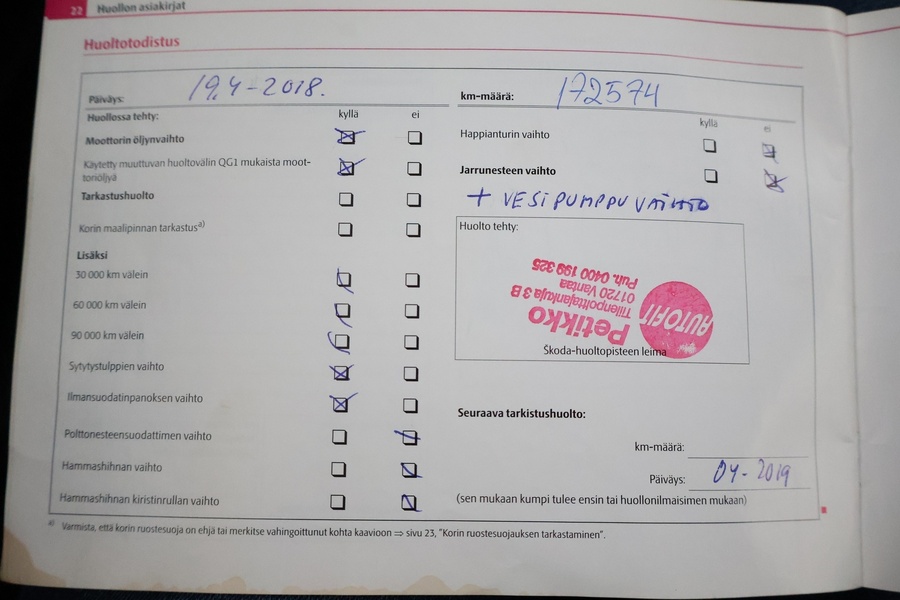 22 Huollon asiakirjat
Huoltotodistus
Päiväys: 19.4-2018.
km-määrä: 172574
Huollossa tehty: kyllä ei
Moottorin öljynvaihto
Käytetty muuttuvan huoltovälin QG1 mukaista moot-
toriöljyä
Tarkastushuolto
Korin maalipinnan tarkastus a)
Lisäksi
30 000 km välein
60 000 km välein
90 000 km välein
Sytytystulppien vaihto
Ilmansuodatinpanoksen vaihto
Polttonesteensuodattimen vaihto
Hammashihnan vaihto
Hammashihnan kiristinrullan vaihto
kyllä ei
Happianturin vaihto
Jarrunesteen vaihto
+ VESIPUMPPU VAIHTO
Huolto tehty:
AUTOFIT
Petikko
Tiilenpolttajankuja 3 B
01720 Vantaa
Puh. 0400 199 325
Škoda-huoltopisteen leima
Seuraava tarkistushuolto:
km-määrä:
Päiväys: 04-2019
(sen mukaan kumpi tulee ensin tai huollonilmaisimen mukaan)
a) Varmista, että korin ruostesuoja on ehjä tai merkitse vahingoittunut kohta kaavioon ⇒ sivu 23, "Korin ruostesuojauksen tarkastaminen".